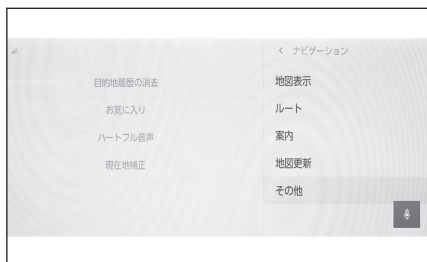 目的地履歴の消去
お気に入り
ハートフル音声
現在地補正
< ナビゲーション
地図表示
ルート
案内
地図更新
その他